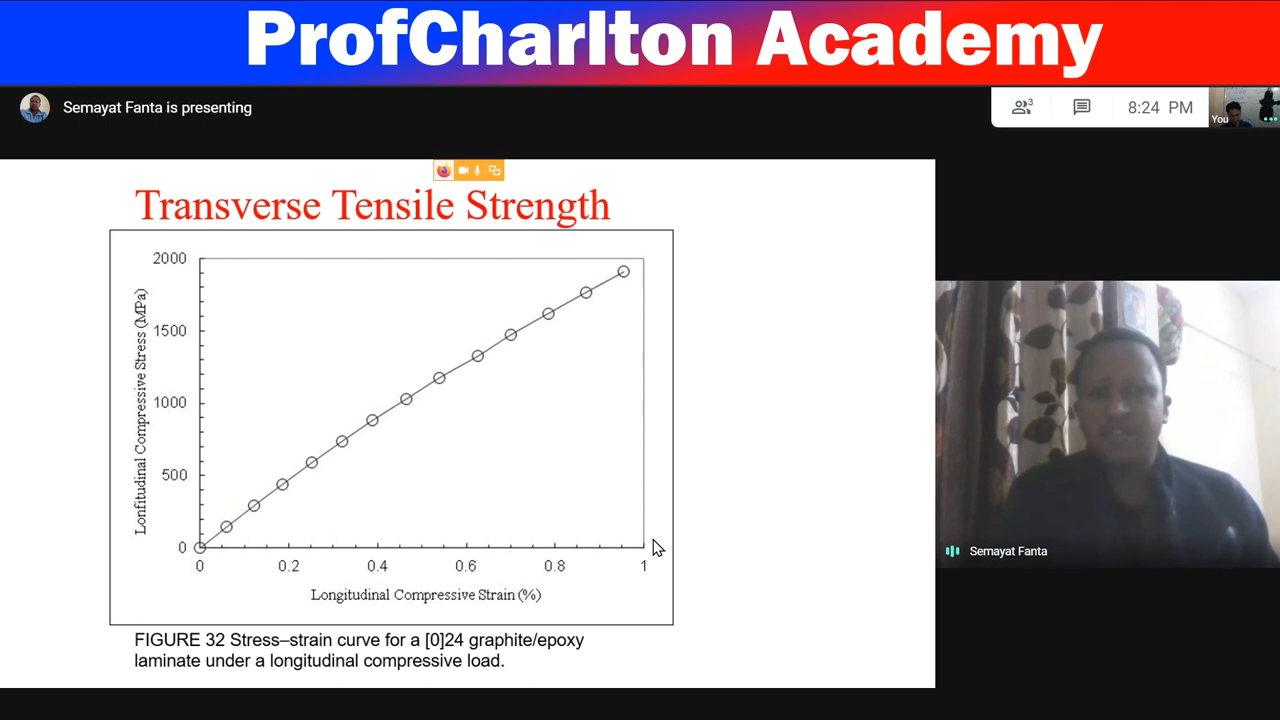 ProfCharlton Academy
Semayat Fanta is presenting
3
8:24 PM
You
Transverse Tensile Strength
2000
1500
1000
500
0
Lonfitudinal Compressive Stress (MPa)
0 0.2 0.4 0.6 0.8 1
Longitudinal Compressive Strain (%)
FIGURE 32 Stress–strain curve for a [0]24 graphite/epoxy
laminate under a longitudinal compressive load.
Semayat Fanta